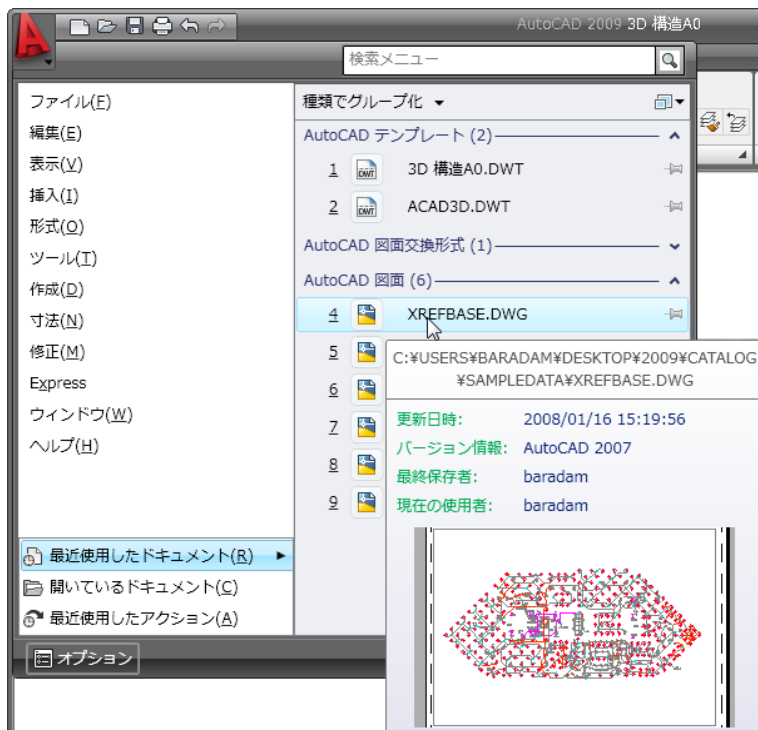 AutoCAD 2009 3D 構造A0
検索メニュー
ファイル(F)
編集(E)
表示(V)
挿入(I)
形式(O)
ツール(T)
作成(D)
寸法(N)
修正(M)
Express
ウィンドウ(W)
ヘルプ(H)
最近使用したドキュメント(R)
開いているドキュメント(C)
最近使用したアクション(A)
オプション
種類でグループ化
AutoCAD テンプレート (2)
1 DWT 3D 構造A0.DWT
2 DWT ACAD3D.DWT
AutoCAD 図面交換形式 (1)
AutoCAD 図面 (6)
4 XREFBASE.DWG
5
6
7
8
9
C:¥USERS¥BARADAM¥DESKTOP¥2009¥CATALOG
¥SAMPLEDATA¥XREFBASE.DWG
更新日時: 2008/01/16 15:19:56
バージョン情報: AutoCAD 2007
最終保存者: baradam
現在の使用者: baradam